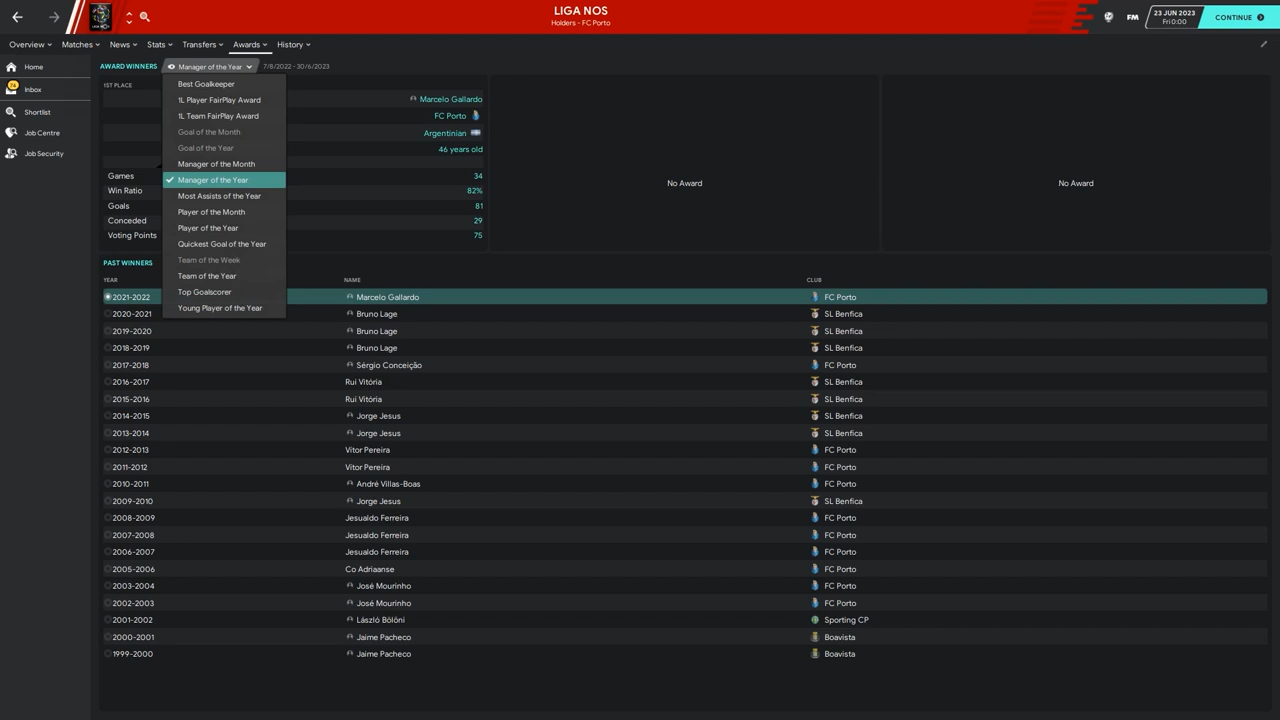 LIGA NOS
Holders - FC Porto
FM
23 JUN 2023
Fri 0:00
CONTINUE
Overview
Matches
News
Stats
Transfers
Awards
History
Home
Inbox
Shortlist
Job Centre
Job Security
AWARD WINNERS
Manager of the Year
7/8/2022 - 30/6/2023
1ST PLACE
Best Goalkeeper
1L Player FairPlay Award
1L Team FairPlay Award
Goal of the Month
Goal of the Year
Manager of the Month
Manager of the Year
Most Assists of the Year
Player of the Month
Player of the Year
Quickest Goal of the Year
Team of the Week
Team of the Year
Top Goalscorer
Young Player of the Year
Marcelo Gallardo
FC Porto
Argentinian
46 years old
Games 34
Win Ratio 82%
Goals 81
Conceded 29
Voting Points 75
No Award
No Award
PAST WINNERS
YEAR NAME CLUB
2021-2022 Marcelo Gallardo FC Porto
2020-2021 Bruno Lage SL Benfica
2019-2020 Bruno Lage SL Benfica
2018-2019 Bruno Lage SL Benfica
2017-2018 Sérgio Conceição FC Porto
2016-2017 Rui Vitória SL Benfica
2015-2016 Rui Vitória SL Benfica
2014-2015 Jorge Jesus SL Benfica
2013-2014 Jorge Jesus SL Benfica
2012-2013 Vítor Pereira FC Porto
2011-2012 Vítor Pereira FC Porto
2010-2011 André Villas-Boas FC Porto
2009-2010 Jorge Jesus SL Benfica
2008-2009 Jesualdo Ferreira FC Porto
2007-2008 Jesualdo Ferreira FC Porto
2006-2007 Jesualdo Ferreira FC Porto
2005-2006 Co Adriaanse FC Porto
2003-2004 José Mourinho FC Porto
2002-2003 José Mourinho FC Porto
2001-2002 László Bölöni Sporting CP
2000-2001 Jaime Pacheco Boavista
1999-2000 Jaime Pacheco Boavista